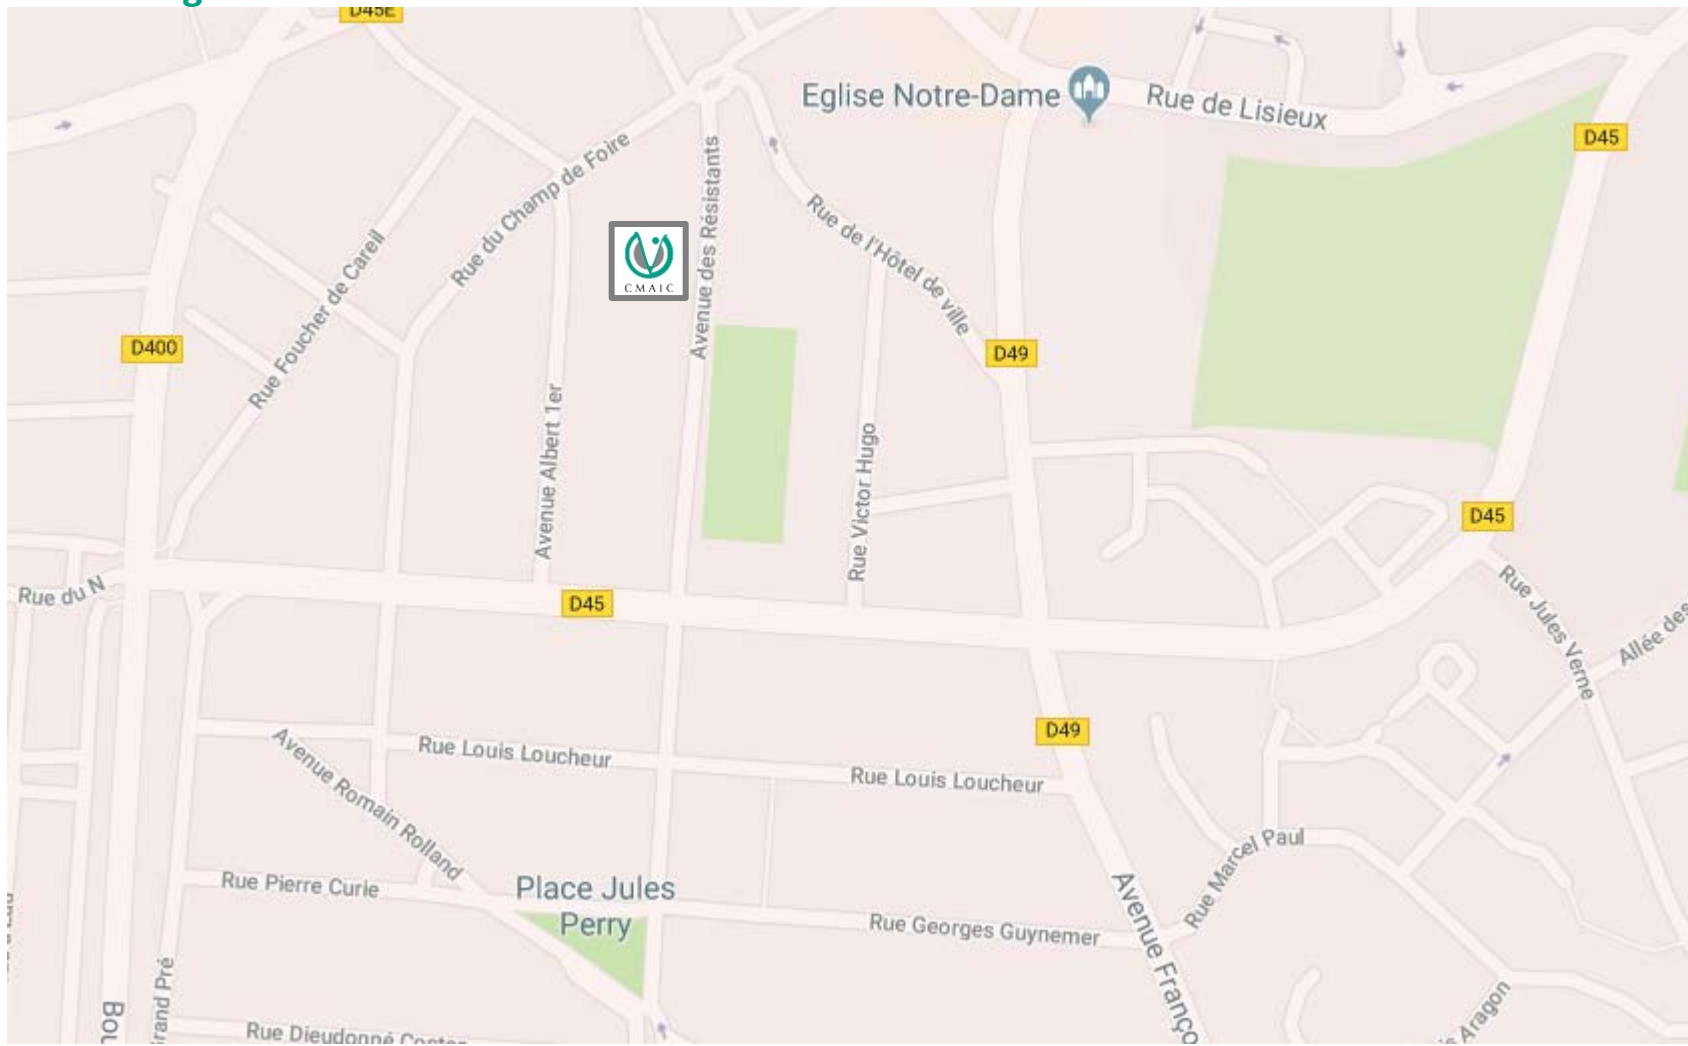 D45E
Eglise Notre-Dame
Rue de Lisieux
D45
Rue du Champ de Foire
Avenue des Résistants
Rue de l'Hôtel de ville
CMAIC
Rue Foucher de Careil
D400
D49
Avenue Albert 1er
Rue Victor Hugo
D45
Rue du N
D45
Rue Jules Verne
Allée des
Avenue Romain Rolland
Rue Louis Loucheur
Rue Louis Loucheur
D49
Rue Marcel Paul
Rue Pierre Curie
Place Jules
Perry
Rue Georges Guynemer
Avenue Franço
Grand Pré
Bou
Rue Dieudonné Costes
is Aragon